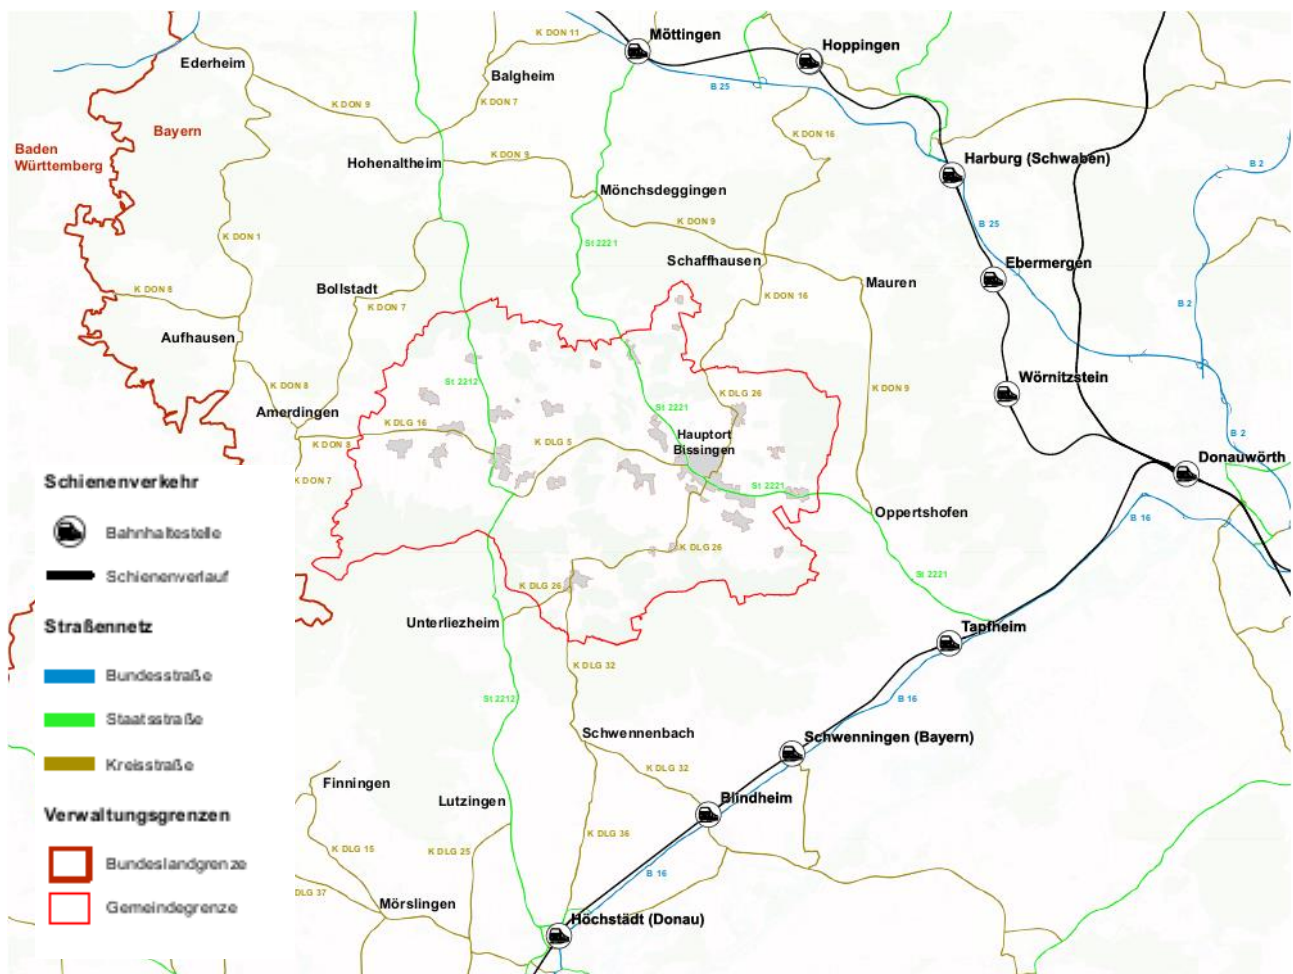 Möttingen
K DON 11
Hoppingen
Ederheim
Balgheim
B 25
K DON 9
K DON 7
Bayern
K DON 16
Baden
Württemberg
Hohenaltheim
K DON 9
Harburg (Schwaben)
B 2
Mönchsdeggingen
K DON 9
B 25
K DON 1
St 2221
Schaffhausen
Ebermergen
Mauren
K DON 8
Bollstadt
K DON 7
K DON 16
B 2
Aufhausen
Wörnitzstein
K DON 8
St 2212
K DLG 26
K DON 9
Amerdingen
St 2221
K DLG 16
Hauptort
Bissingen
K DON 8
K DLG 5
B 2
Donauwörth
K DON 7
St 2221
Oppertshofen
B 16
K DLG 26
K DLG 26
St 2221
Unterliezheim
Tapfheim
K DLG 32
St 2212
B 16
Schwennenbach
Schwenningen (Bayern)
K DLG 32
Finningen
Lutzingen
Blindheim
K DLG 36
K DLG 15
K DLG 25
B 16
DLG 37
Mörslingen
Höchstädt (Donau)
Schienenverkehr
Bahnhaltestelle
Schienenverlauf
Straßennetz
Bundesstraße
Staatsstraße
Kreisstraße
Verwaltungsgrenzen
Bundeslandgrenze
Gemeindegrenze